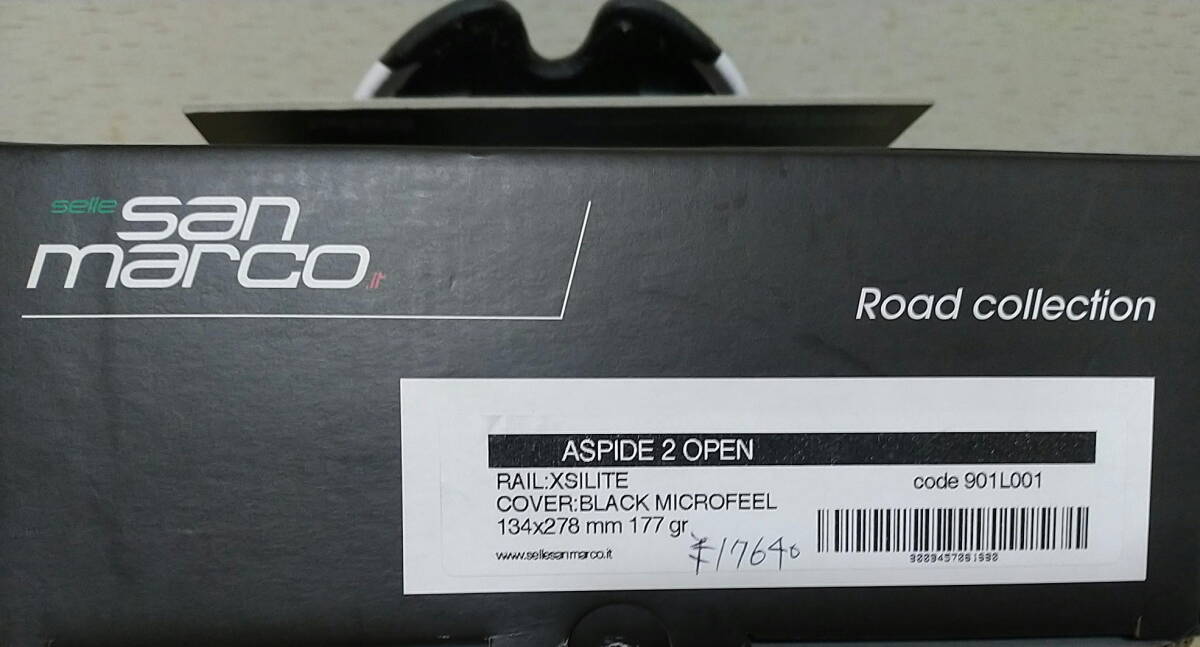 selle san
marco.it
Road collection
ASPIDE 2 OPEN
RAIL:XSILITE
code 901L001
COVER:BLACK MICROFEEL
134x278 mm 177 gr
¥17640
www.sellesanmarco.it